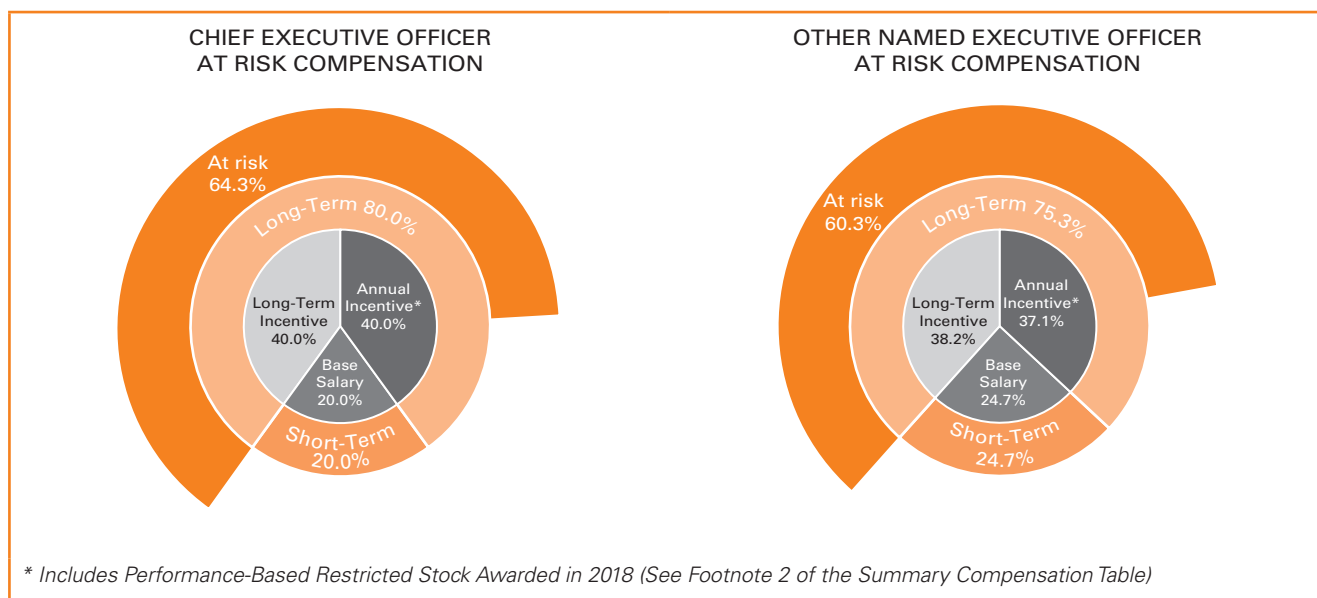 CHIEF EXECUTIVE OFFICER
AT RISK COMPENSATION
At risk
64.3%
Long-Term 80.0%
Long-Term
Incentive
40.0%
Annual
Incentive*
40.0%
Base
Salary
20.0%
Short-Term
20.0%
OTHER NAMED EXECUTIVE OFFICER
AT RISK COMPENSATION
At risk
60.3%
Long-Term 75.3%
Long-Term
Incentive
38.2%
Annual
Incentive*
37.1%
Base
Salary
24.7%
Short-Term
24.7%
* Includes Performance-Based Restricted Stock Awarded in 2018 (See Footnote 2 of the Summary Compensation Table)